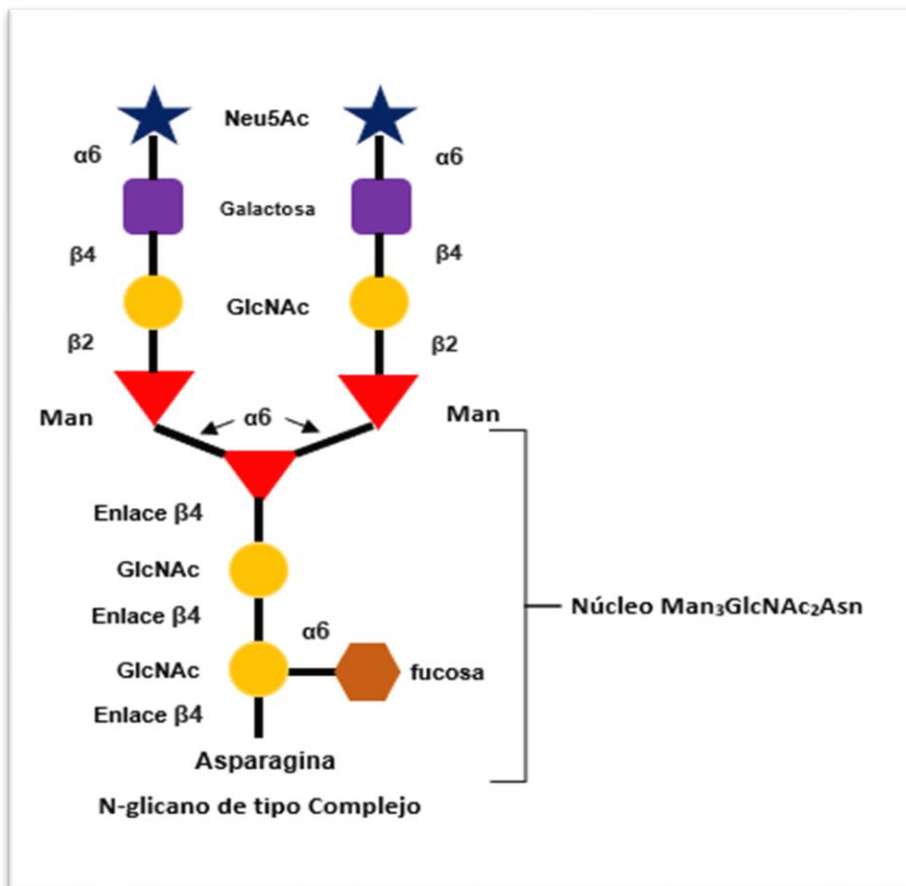 Neu5Ac
α6
α6
Galactosa
β4
β4
GlcNAc
β2
β2
Man
α6
Man
Enlace β4
GlcNAc
Enlace β4
α6
GlcNAc
fucosa
Enlace β4
Asparagina
N-glicano de tipo Complejo
Núcleo Man₃GlcNAc₂Asn